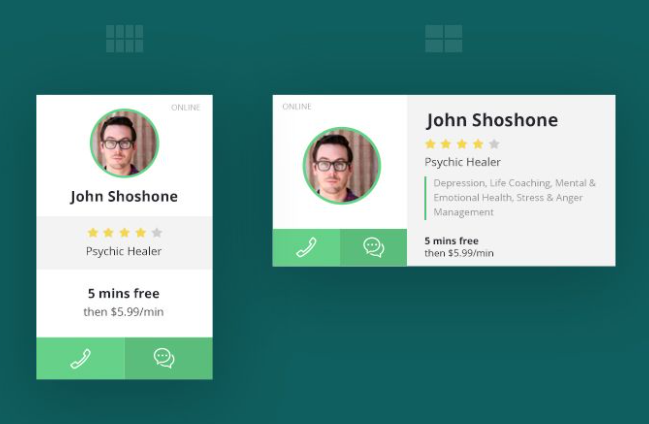 ONLINE
John Shoshone
Psychic Healer
5 mins free
then $5.99/min
ONLINE
John Shoshone
Psychic Healer
Depression, Life Coaching, Mental &
Emotional Health, Stress & Anger
Management
5 mins free
then $5.99/min